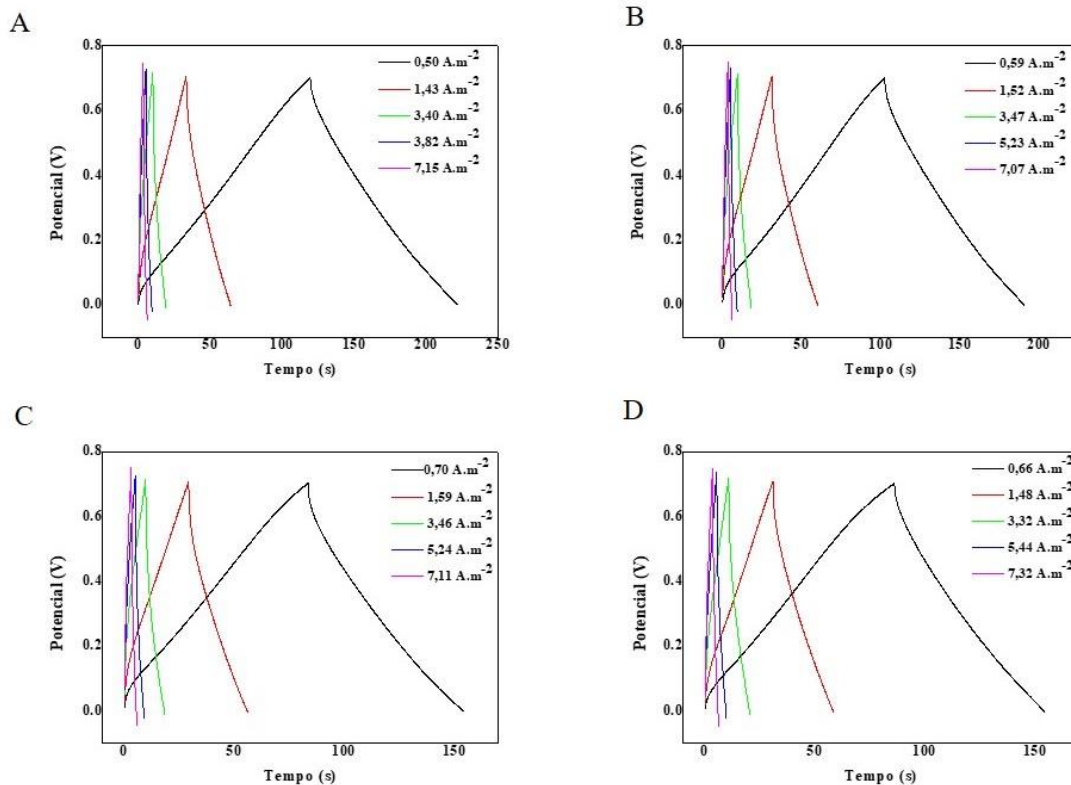 A
0.8
0.6
0.4
0.2
0.0
Potencial (V)
0,50 A.m⁻²
1,43 A.m⁻²
3,40 A.m⁻²
3,82 A.m⁻²
7,15 A.m⁻²
0 50 100 150 200 250
Tempo (s)
B
0.8
0.6
0.4
0.2
0.0
Potencial (V)
0,59 A.m⁻²
1,52 A.m⁻²
3,47 A.m⁻²
5,23 A.m⁻²
7,07 A.m⁻²
0 50 100 150 200
Tempo (s)
C
0.8
0.6
0.4
0.2
0.0
Potencial (V)
0,70 A.m⁻²
1,59 A.m⁻²
3,46 A.m⁻²
5,24 A.m⁻²
7,11 A.m⁻²
0 50 100 150
Tempo (s)
D
0.8
0.6
0.4
0.2
0.0
Potencial (V)
0,66 A.m⁻²
1,48 A.m⁻²
3,32 A.m⁻²
5,44 A.m⁻²
7,32 A.m⁻²
0 50 100 150
Tempo (s)